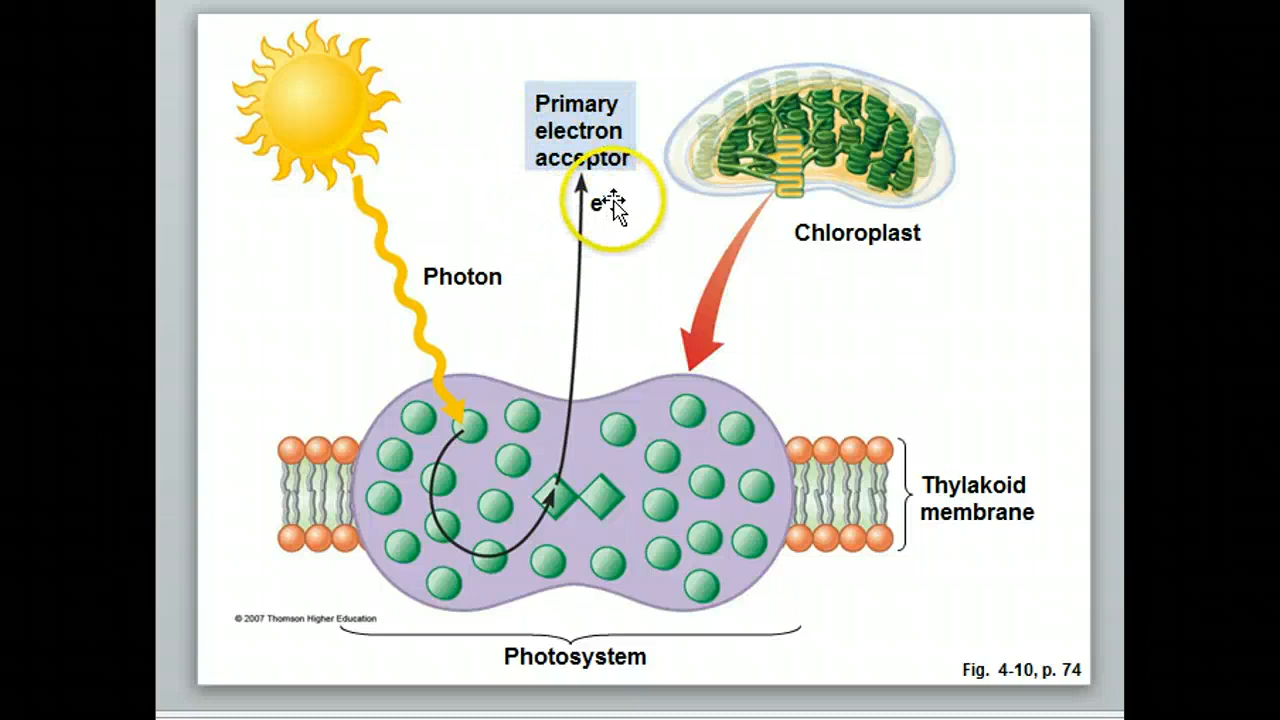 Primary
electron
acceptor
e
Chloroplast
Photon
Thylakoid
membrane
© 2007 Thomson Higher Education
Photosystem
Fig. 4-10, p. 74